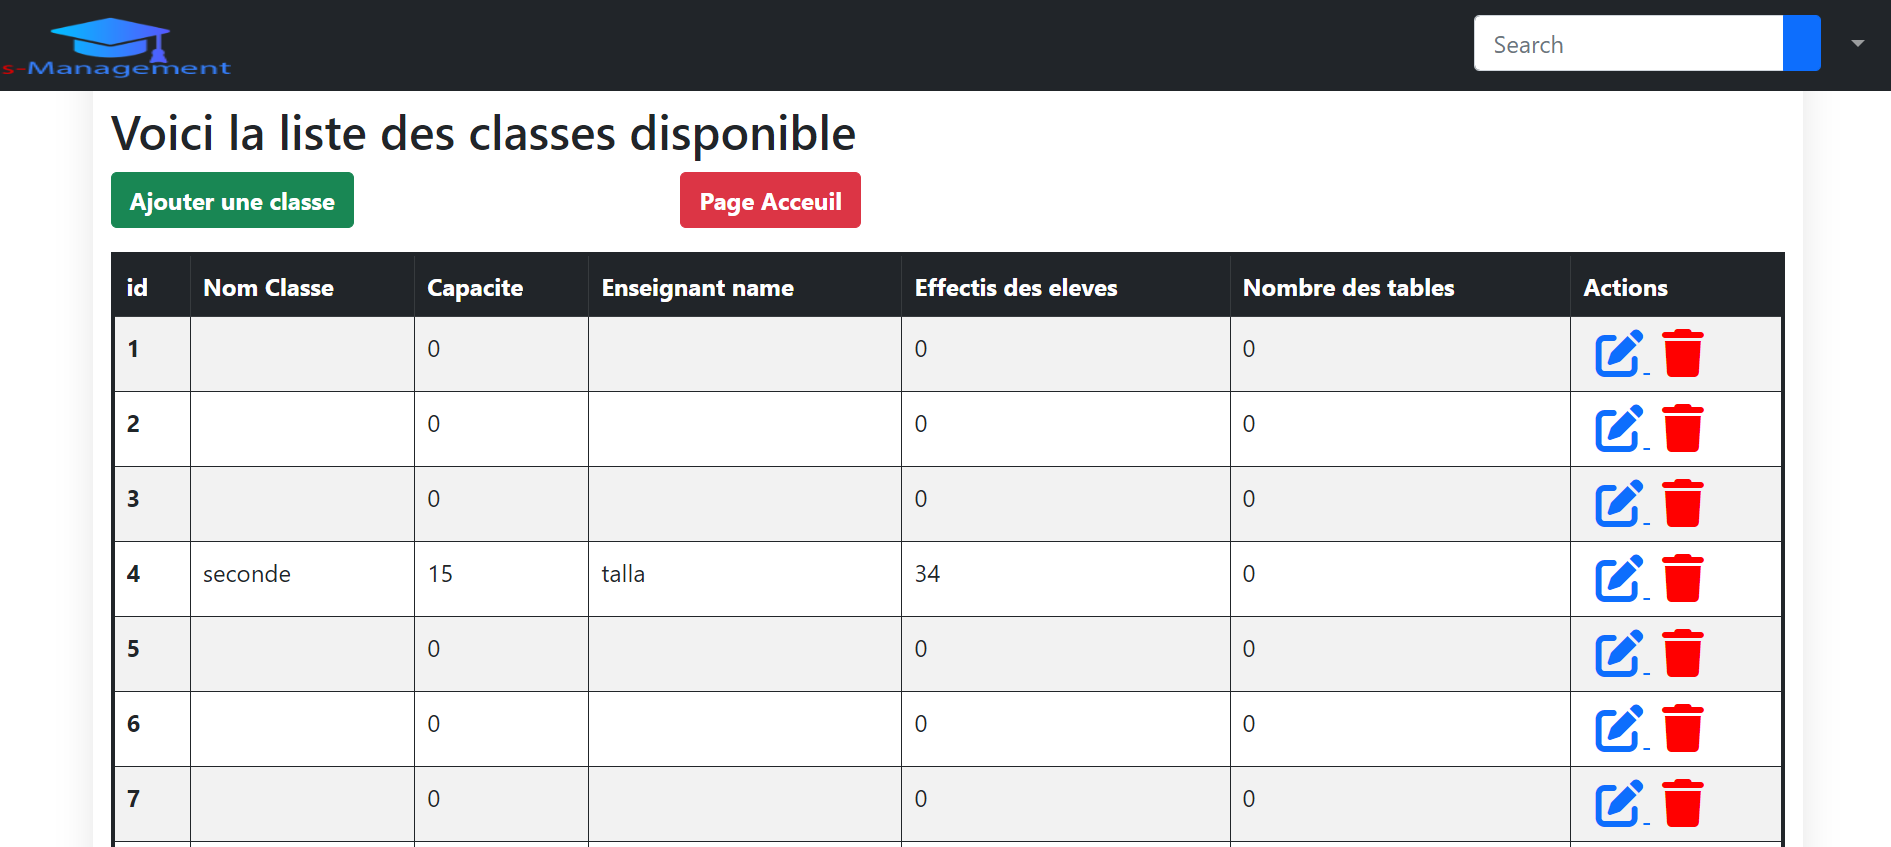 s-Management
Search
Voici la liste des classes disponible
Ajouter une classe
Page Acceuil
id Nom Classe Capacite Enseignant name Effectis des eleves Nombre des tables Actions
1 0 0 0
2 0 0 0
3 0 0 0
4 seconde 15 talla 34 0
5 0 0 0
6 0 0 0
7 0 0 0